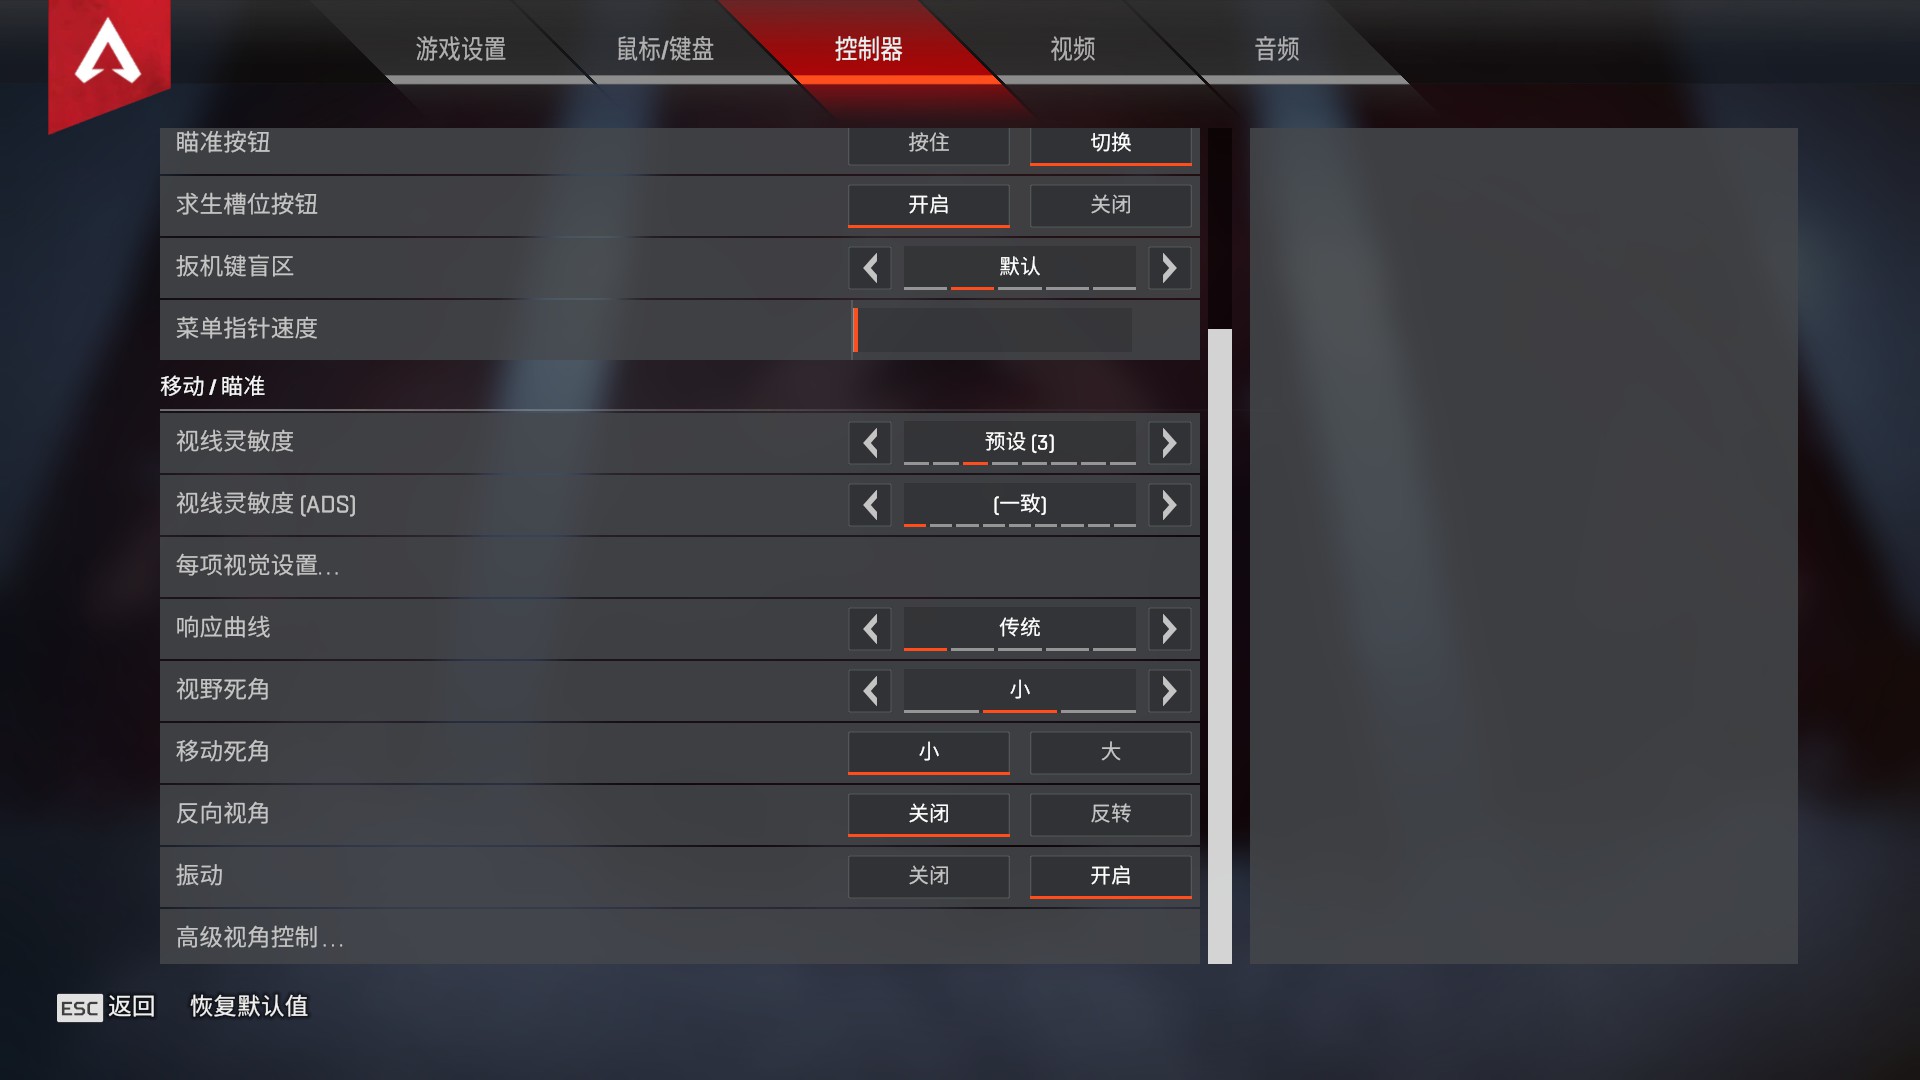 游戏设置 鼠标/键盘 控制器 视频 音频
瞄准按钮 按住 切换
求生槽位按钮 开启 关闭
扳机键盲区 默认
菜单指针速度
移动 / 瞄准
视线灵敏度 预设 (3)
视线灵敏度 (ADS) (一致)
每项视觉设置...
响应曲线 传统
视野死角 小
移动死角 小 大
反向视角 关闭 反转
振动 关闭 开启
高级视角控制...
ESC 返回 恢复默认值